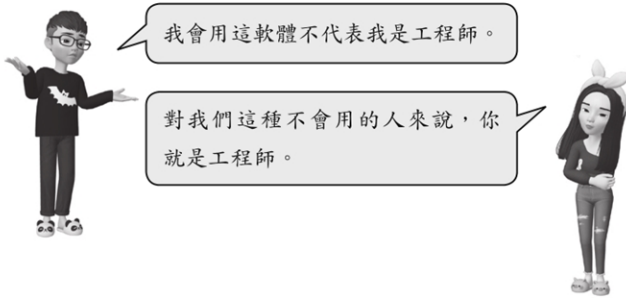 我會用這軟體不代表我是工程師。
對我們這種不會用的人來說，你
就是工程師。